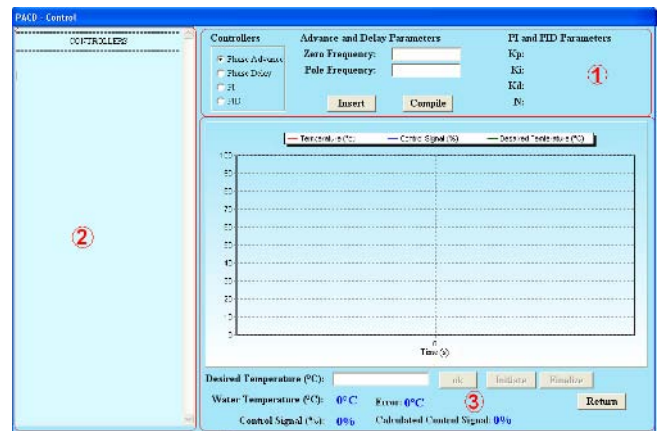 PACD - Control
CONTROLLERS
2
Controllers
Phase Advance
Phase Delay
PI
PID
Advance and Delay Parameters
Zero Frequency:
Pole Frequency:
Insert
Compile
PI and PID Parameters
Kp:
Ki:
Kd:
N:
1
Temperature (°C)
Control Signal (%)
Desired Temperature (°C)
100
90
80
70
60
50
40
30
20
10
0
0
Time (s)
Desired Temperature (°C):
ok
Initiate
Finalize
Water Temperature (°C): 0°C
Error: 0°C
3
Return
Control Signal (%): 0%
Calculated Control Signal: 0%